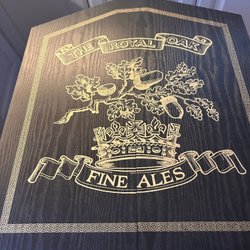 THE ROYAL OAK
FINE ALES